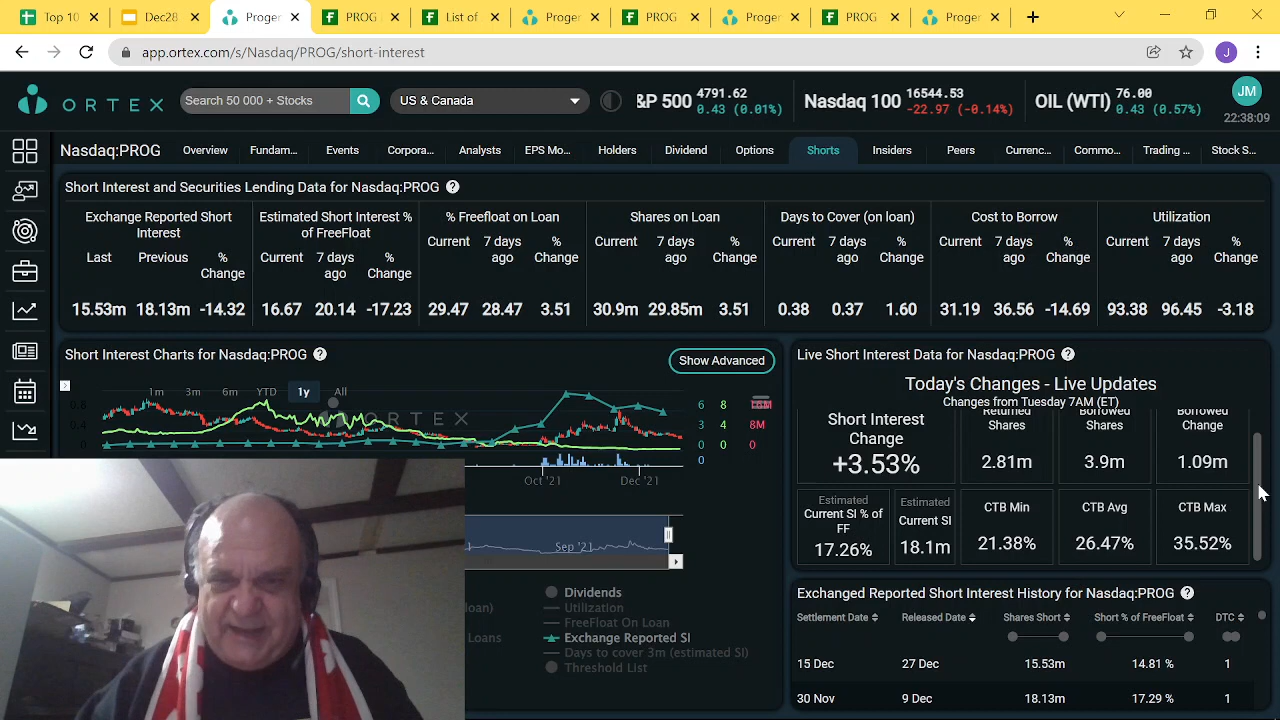 Top 10
Dec28
Proger
PROG
List of
Proger
PROG
Proger
PROG
Proger
app.ortex.com/s/Nasdaq/PROG/short-interest
J
ORTEX
Search 50 000 + Stocks
US & Canada
&P 500 4791.62 0.43 (0.01%)
Nasdaq 100 16544.53 -22.97 (-0.14%)
OIL (WTI) 76.00 0.43 (0.57%)
JM
22:38:09
Nasdaq:PROG Overview Fundam... Events Corpora... Analysts EPS Mo... Holders Dividend Options Shorts Insiders Peers Currenc... Commo... Trading ... Stock S...
Short Interest and Securities Lending Data for Nasdaq:PROG
Exchange Reported Short Interest
Last Previous % Change
15.53m 18.13m -14.32
Estimated Short Interest % of FreeFloat
Current 7 days ago % Change
16.67 20.14 -17.23
% Freefloat on Loan
Current 7 days ago % Change
29.47 28.47 3.51
Shares on Loan
Current 7 days ago % Change
30.9m 29.85m 3.51
Days to Cover (on loan)
Current 7 days ago % Change
0.38 0.37 1.60
Cost to Borrow
Current 7 days ago % Change
31.19 36.56 -14.69
Utilization
Current 7 days ago % Change
93.38 96.45 -3.18
Short Interest Charts for Nasdaq:PROG
Show Advanced
1m 3m 6m YTD 1y All
ORTEX
0.8
0.4
0
6 8
3 4 8M
0 0 0
0
Oct '21 Dec '21
Sep '21
Dividends
Utilization
FreeFloat On Loan
Exchange Reported SI
Days to cover 3m (estimated SI)
Threshold List
loan)
Loans
Live Short Interest Data for Nasdaq:PROG
Today's Changes - Live Updates
Changes from Tuesday 7AM (ET)
Short Interest Change
+3.53%
Returned Shares
2.81m
Borrowed Shares
3.9m
Borrowed Change
1.09m
Estimated
Current SI % of FF
17.26%
Estimated
Current SI
18.1m
CTB Min
21.38%
CTB Avg
26.47%
CTB Max
35.52%
Exchanged Reported Short Interest History for Nasdaq:PROG
Settlement Date Released Date Shares Short Short % of FreeFloat DTC
15 Dec 27 Dec 15.53m 14.81 % 1
30 Nov 9 Dec 18.13m 17.29 % 1